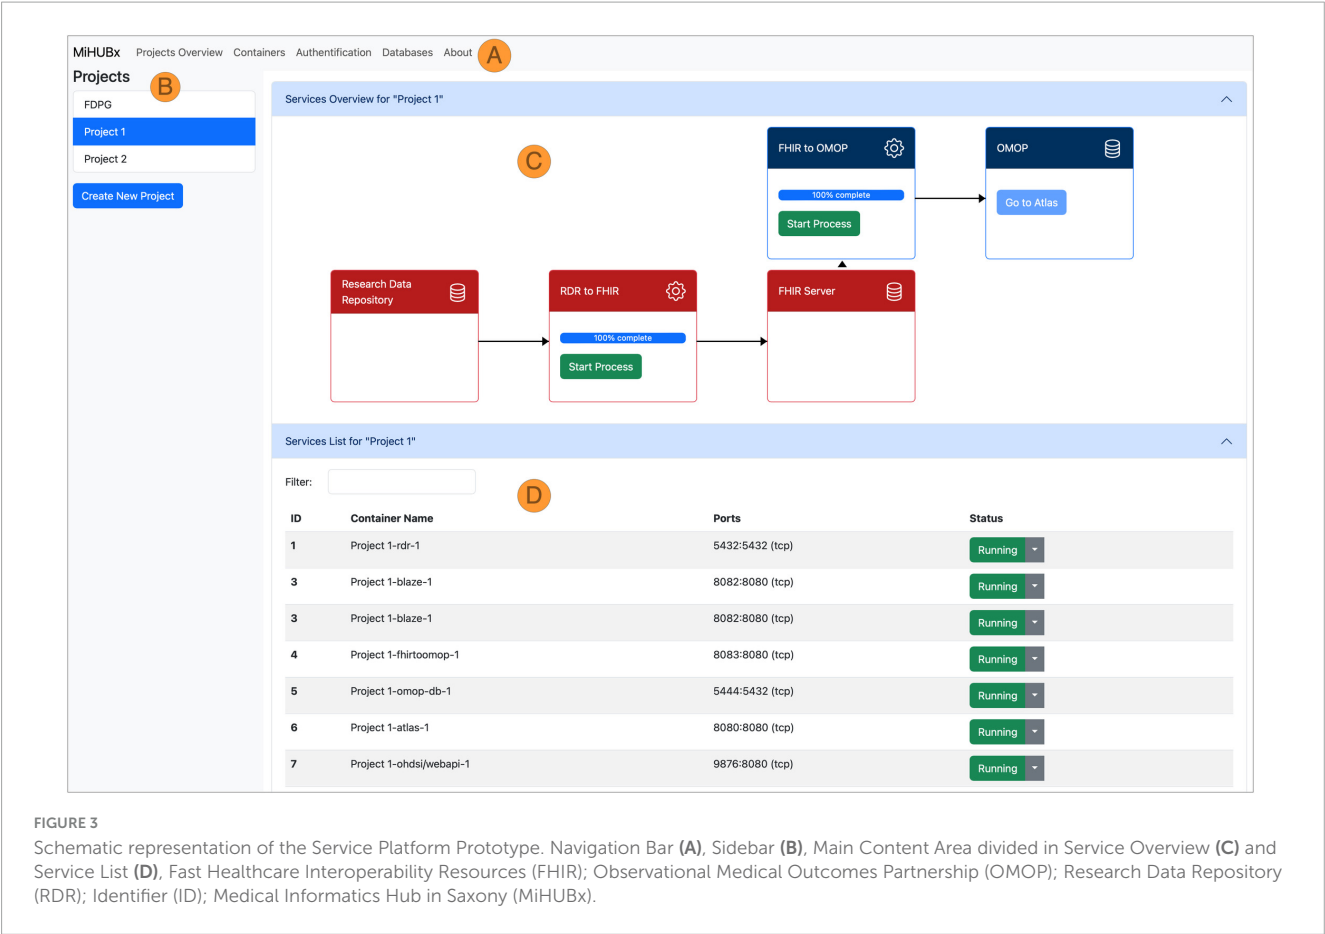 MiHUBx Projects Overview Containers Authentification Databases About A
Projects
B
FDPG
Project 1
Project 2
Create New Project
Services Overview for "Project 1"
C
FHIR to OMOP
100% complete
Start Process
OMOP
Go to Atlas
Research Data
Repository
RDR to FHIR
100% complete
Start Process
FHIR Server
Services List for "Project 1"
Filter:
D
ID Container Name Ports Status
1 Project 1-rdr-1 5432:5432 (tcp) Running
3 Project 1-blaze-1 8082:8080 (tcp) Running
3 Project 1-blaze-1 8082:8080 (tcp) Running
4 Project 1-fhirtoomop-1 8083:8080 (tcp) Running
5 Project 1-omop-db-1 5444:5432 (tcp) Running
6 Project 1-atlas-1 8080:8080 (tcp) Running
7 Project 1-ohdsi/webapi-1 9876:8080 (tcp) Running
FIGURE 3
Schematic representation of the Service Platform Prototype. Navigation Bar (A), Sidebar (B), Main Content Area divided in Service Overview (C) and
Service List (D), Fast Healthcare Interoperability Resources (FHIR); Observational Medical Outcomes Partnership (OMOP); Research Data Repository
(RDR); Identifier (ID); Medical Informatics Hub in Saxony (MiHUBx).